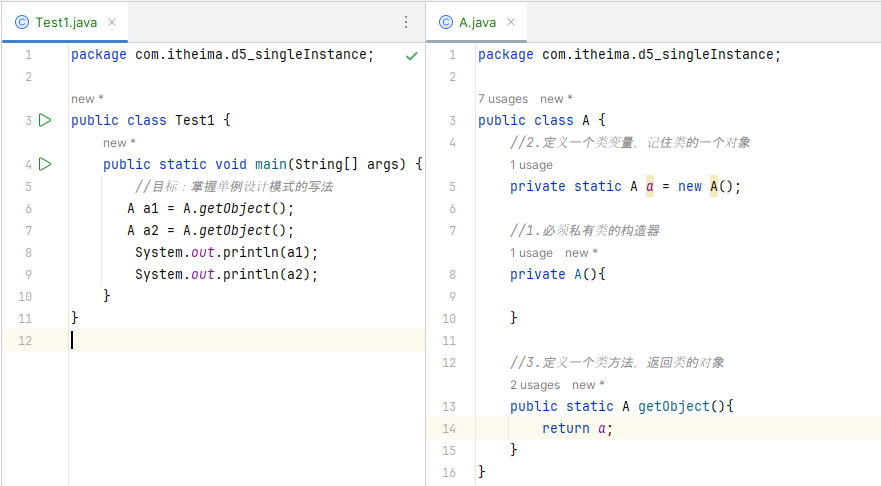 Test1.java
1 package com.itheima.d5_singleInstance;
2
new *
3 public class Test1 {
new *
4 public static void main(String[] args) {
5 //目标：掌握单例设计模式的写法
6 A a1 = A.getObject();
7 A a2 = A.getObject();
8 System.out.println(a1);
9 System.out.println(a2);
10 }
11 }
12
A.java
1 package com.itheima.d5_singleInstance;
2
7 usages new *
3 public class A {
4 //2.定义一个类变量，记住类的一个对象
1 usage
5 private static A a = new A();
6
7 //1.必须私有类的构造器
1 usage new *
8 private A(){
9
10 }
11
12 //3.定义一个类方法，返回类的对象
2 usages new *
13 public static A getObject(){
14 return a;
15 }
16 }